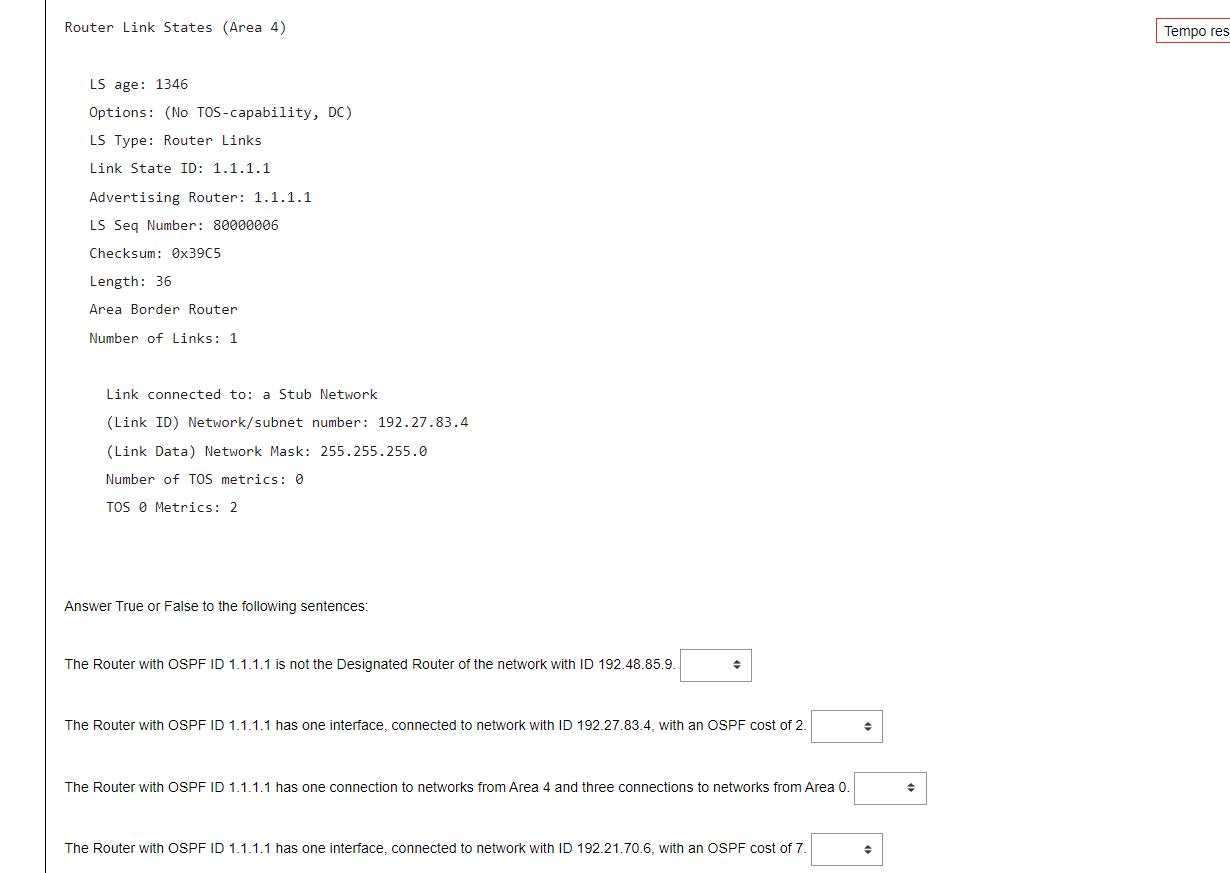 Router Link States (Area 4)
Tempo res
LS age: 1346
Options: (No TOS-capability, DC)
LS Type: Router Links
Link State ID: 1.1.1.1
Advertising Router: 1.1.1.1
LS Seq Number: 80000006
Checksum: 0x39C5
Length: 36
Area Border Router
Number of Links: 1
Link connected to: a Stub Network
(Link ID) Network/subnet number: 192.27.83.4
(Link Data) Network Mask: 255.255.255.0
Number of TOS metrics: 0
TOS 0 Metrics: 2
Answer True or False to the following sentences:
The Router with OSPF ID 1.1.1.1 is not the Designated Router of the network with ID 192.48.85.9.
The Router with OSPF ID 1.1.1.1 has one interface, connected to network with ID 192.27.83.4, with an OSPF cost of 2.
The Router with OSPF ID 1.1.1.1 has one connection to networks from Area 4 and three connections to networks from Area 0.
The Router with OSPF ID 1.1.1.1 has one interface, connected to network with ID 192.21.70.6, with an OSPF cost of 7.